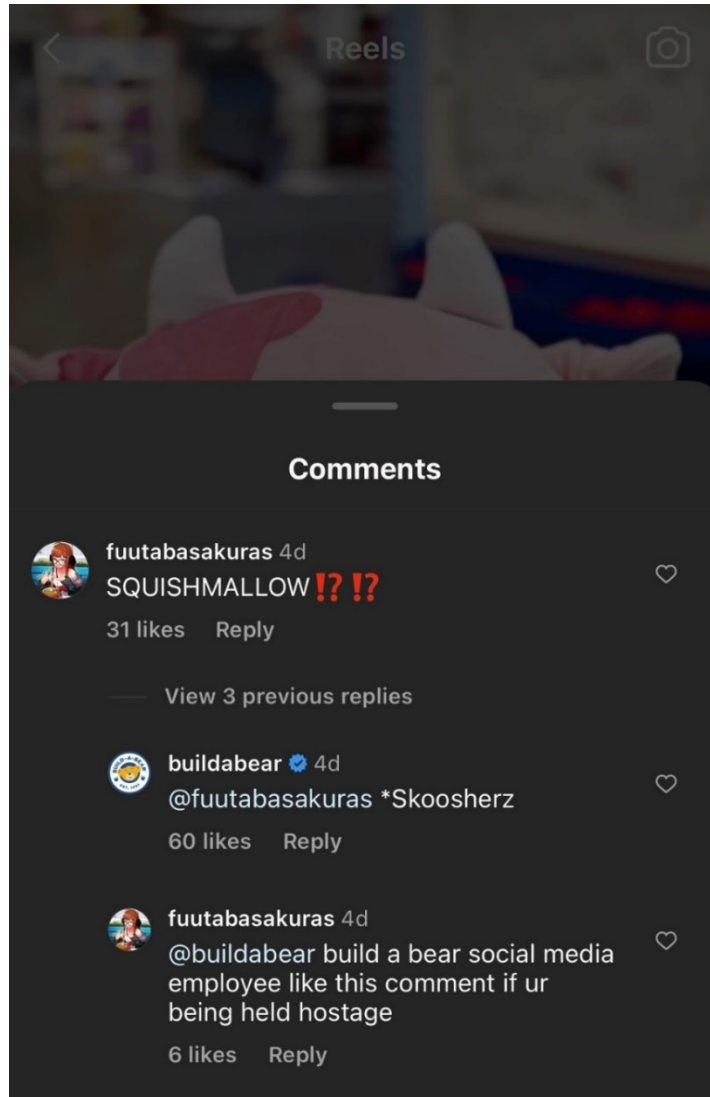 Reels
Comments
fuutabasakuras 4d
SQUISHMALLOW⁉️ ⁉️
31 likes Reply
View 3 previous replies
buildabear 4d
@fuutabasakuras *Skoosherz
60 likes Reply
fuutabasakuras 4d
@buildabear build a bear social media
employee like this comment if ur
being held hostage
6 likes Reply